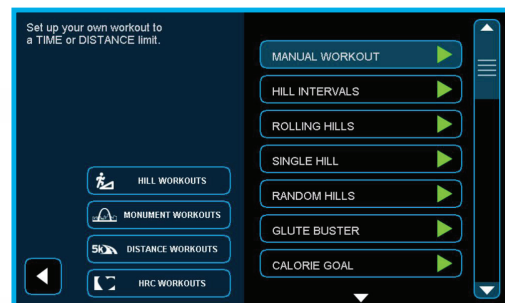 Set up your own workout to
a TIME or DISTANCE limit.
MANUAL WORKOUT
HILL INTERVALS
ROLLING HILLS
SINGLE HILL
RANDOM HILLS
GLUTE BUSTER
CALORIE GOAL
HILL WORKOUTS
MONUMENT WORKOUTS
5k DISTANCE WORKOUTS
HRC WORKOUTS